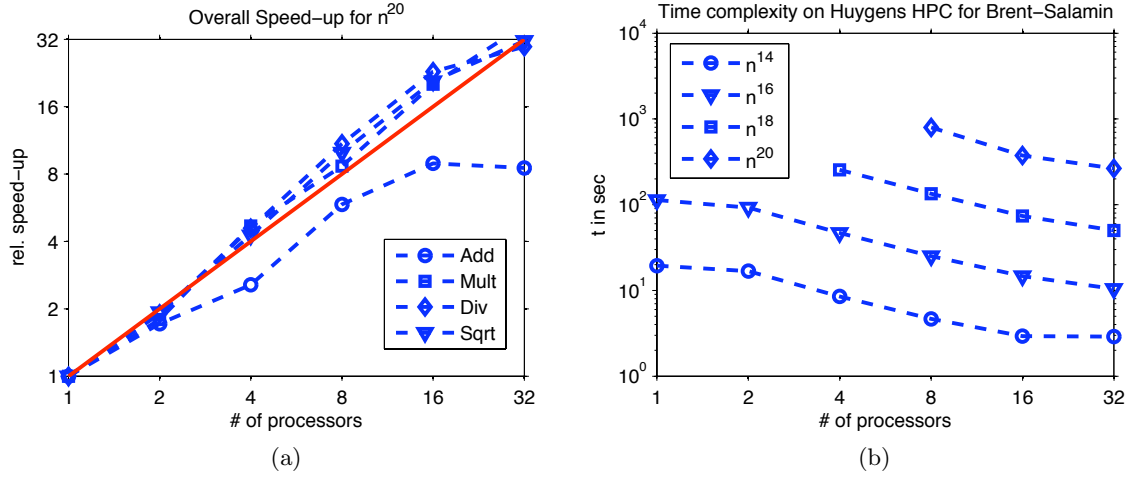 Overall Speed-up for n^20
32
16
8
4
2
1
rel. speed-up
Add
Mult
Div
Sqrt
1 2 4 8 16 32
# of processors
(a)
Time complexity on Huygens HPC for Brent-Salamin
10^4
10^3
10^2
10^1
10^0
t in sec
n^14
n^16
n^18
n^20
1 2 4 8 16 32
# of processors
(b)